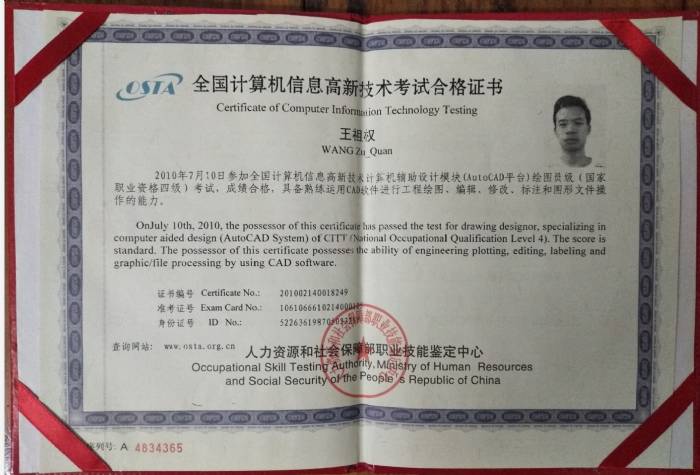 OSTA 全国计算机信息高新技术考试合格证书
Certificate of Computer Information Technology Testing
王祖权
WANG Zu Quan
2010年7月10日参加全国计算机信息高新技术计算机辅助设计模块(AutoCAD平台)绘图员级（国家
职业资格四级）考试，成绩合格，具备熟练运用CAD软件进行工程绘图、编辑、修改、标注和图形文件操
作的能力。
OnJuly 10th, 2010, the possessor of this certificate has passed the test for drawing designor, specializing in
computer aided design (AutoCAD System) of CITT (National Occupational Qualification Level 4). The score is
standard. The possessor of this certificate possesses the ability of engineering plotting, editing, labeling and
graphic/file processing by using CAD software.
证书编号 Certificate No.: 201002140018249
准考证号 Exam Card No.:
身份证号 ID No.:
查询网站: www.osta.org.cn
人力资源和社会保障部职业技能鉴定中心
Occupational Skill Testing Authority, Ministry of Human Resources
and Social Security of the People's Republic of China
序列号: A 4834365